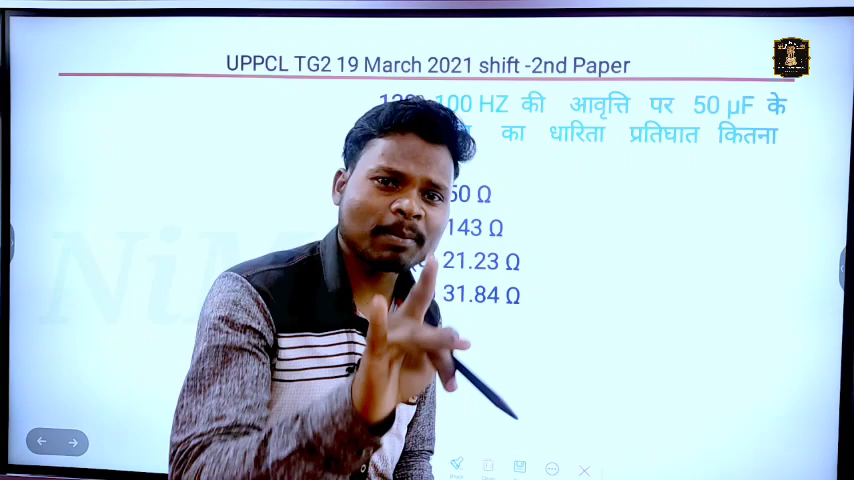 UPPCL TG2 19 March 2021 shift -2nd Paper
100 HZ की आवृत्ति पर 50 µF के
का धारिता प्रतिघात कितना
50 Ω
143 Ω
21.23 Ω
31.84 Ω